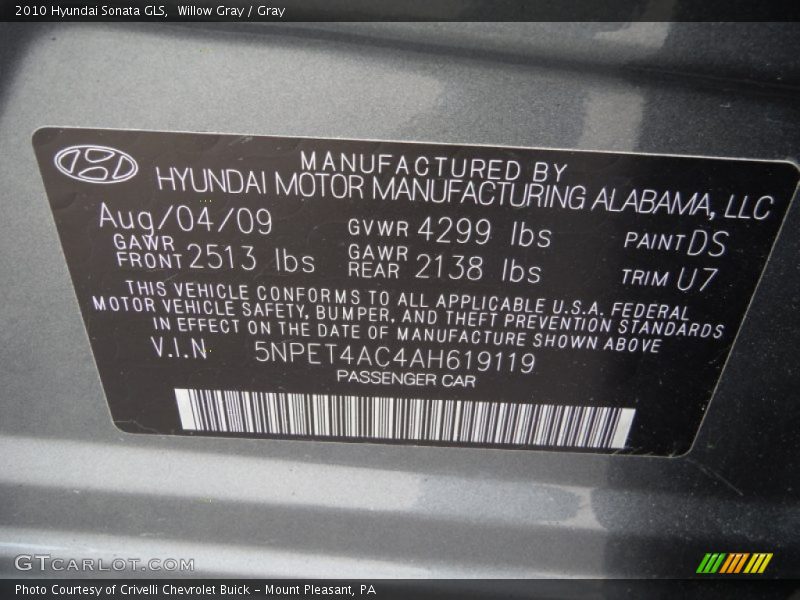 2010 Hyundai Sonata GLS, Willow Gray / Gray
MANUFACTURED BY
HYUNDAI MOTOR MANUFACTURING ALABAMA, LLC
Aug/04/09 GVWR 4299 lbs PAINT DS
GAWR FRONT 2513 lbs GAWR REAR 2138 lbs TRIM U7
THIS VEHICLE CONFORMS TO ALL APPLICABLE U.S.A. FEDERAL
MOTOR VEHICLE SAFETY, BUMPER, AND THEFT PREVENTION STANDARDS
IN EFFECT ON THE DATE OF MANUFACTURE SHOWN ABOVE
V.I.N 5NPET4AC4AH619119
PASSENGER CAR
GTCARLOT.COM
Photo Courtesy of Crivelli Chevrolet Buick - Mount Pleasant, PA